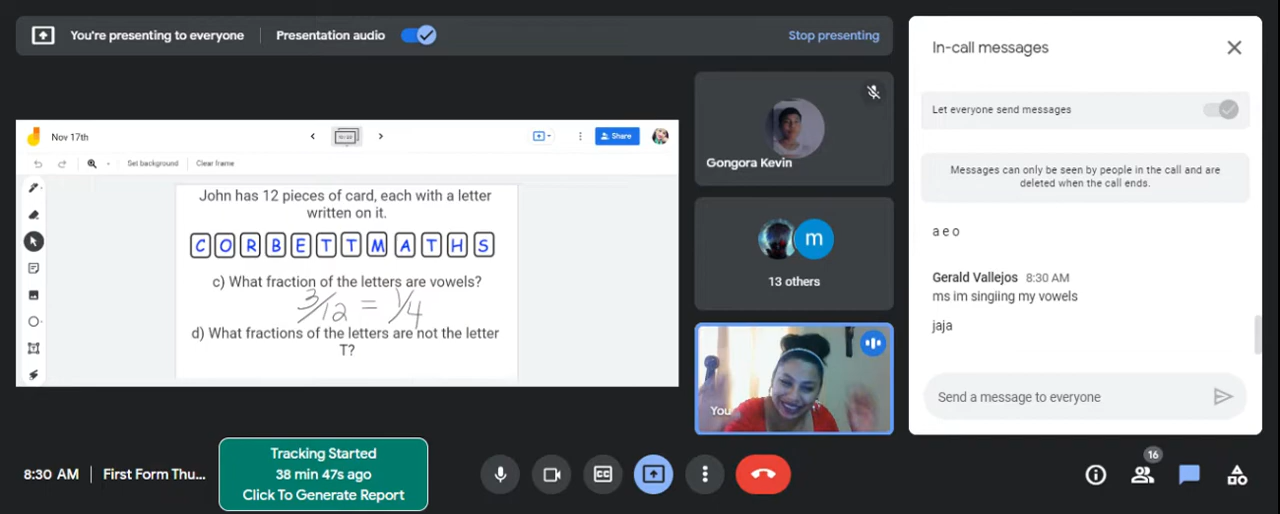 You're presenting to everyone
Presentation audio
Stop presenting
In-call messages
Let everyone send messages
Messages can only be seen by people in the call and are
deleted when the call ends.
a e o
Gerald Vallejos 8:30 AM
ms im singiing my vowels
jaja
Send a message to everyone
Nov 17th
Share
Set background
Clear frame
John has 12 pieces of card, each with a letter
written on it.
C O R B E T T M A T H S
c) What fraction of the letters are vowels?
3/12 = 1/4
d) What fractions of the letters are not the letter
T?
Gongora Kevin
m
13 others
You
8:30 AM
First Form Thu...
Tracking Started
38 min 47s ago
Click To Generate Report
CC
16